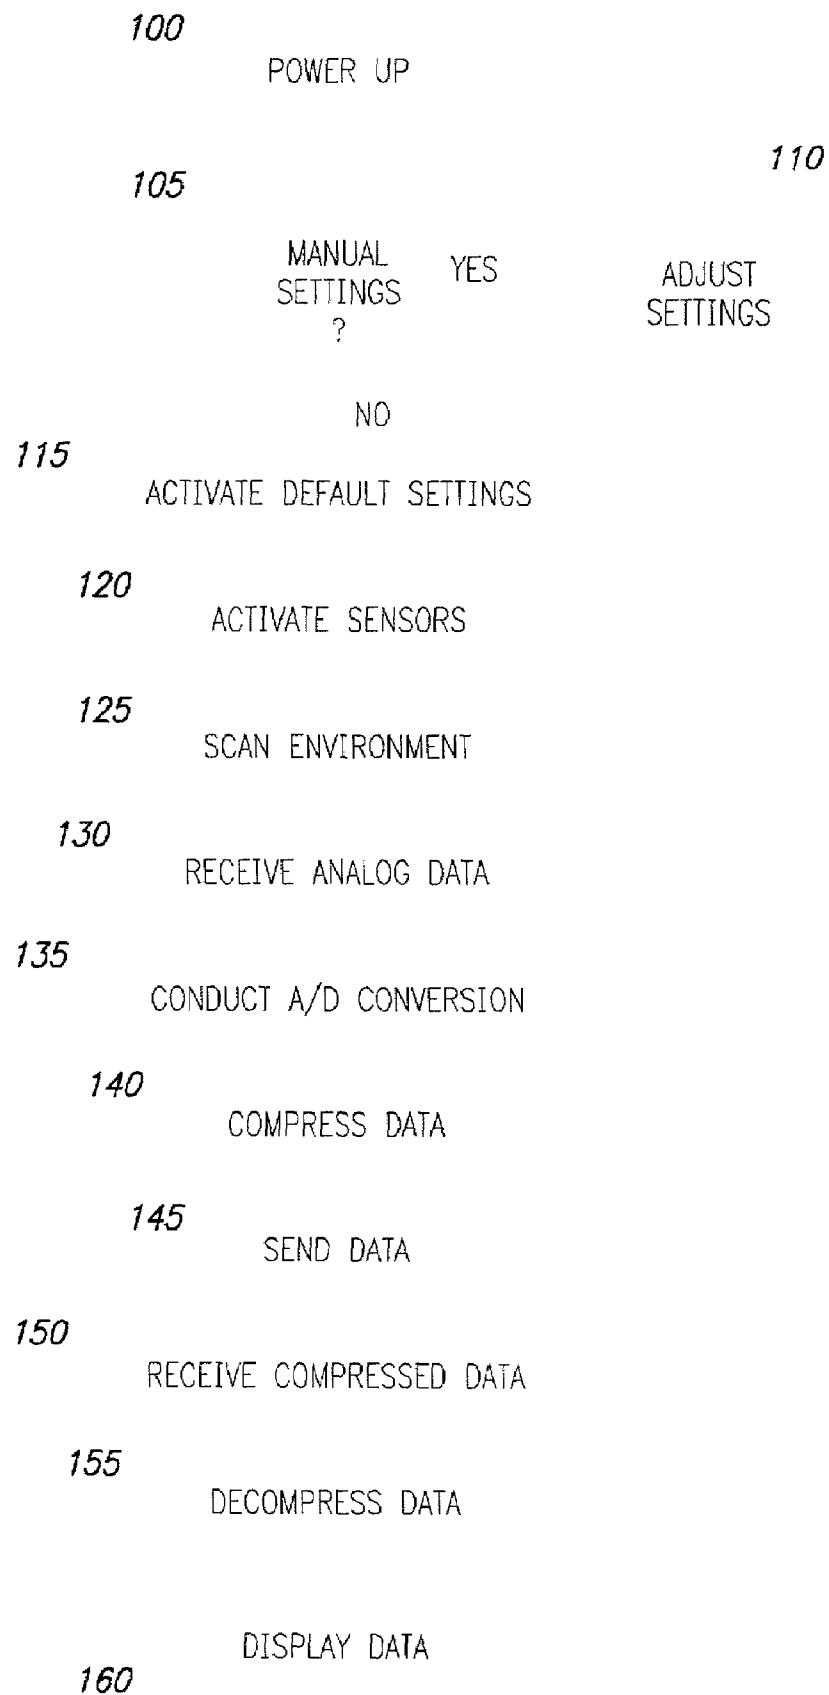 100
POWER UP
110
105
MANUAL
SETTINGS
?
YES
ADJUST
SETTINGS
NO
115
ACTIVATE DEFAULT SETTINGS
120
ACTIVATE SENSORS
125
SCAN ENVIRONMENT
130
RECEIVE ANALOG DATA
135
CONDUCT A/D CONVERSION
140
COMPRESS DATA
145
SEND DATA
150
RECEIVE COMPRESSED DATA
155
DECOMPRESS DATA
DISPLAY DATA
160